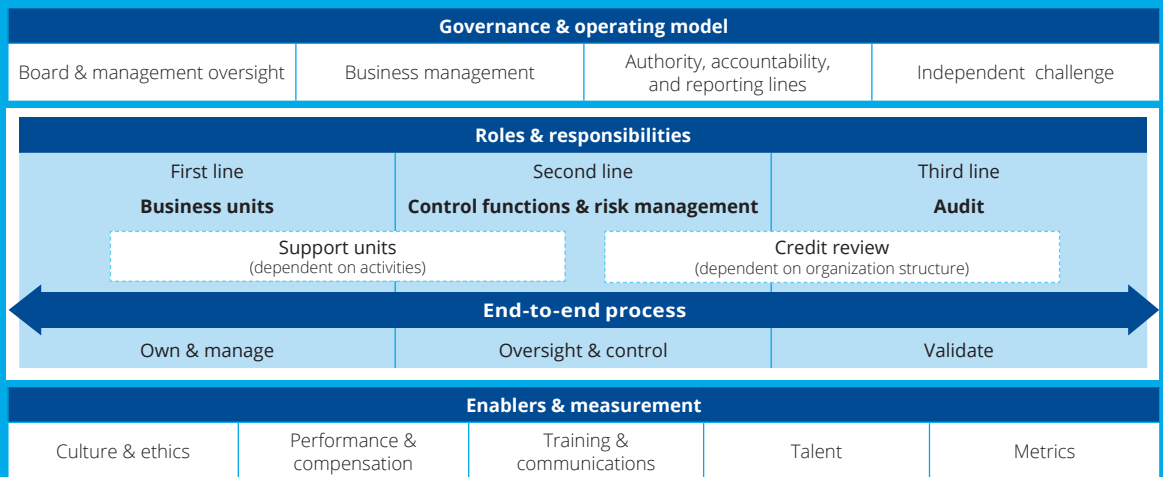 Governance & operating model
Board & management oversight
Business management
Authority, accountability,
and reporting lines
Independent challenge
Roles & responsibilities
First line
Second line
Third line
Business units
Control functions & risk management
Audit
Support units
(dependent on activities)
Credit review
(dependent on organization structure)
End-to-end process
Own & manage
Oversight & control
Validate
Enablers & measurement
Culture & ethics
Performance &
compensation
Training &
communications
Talent
Metrics